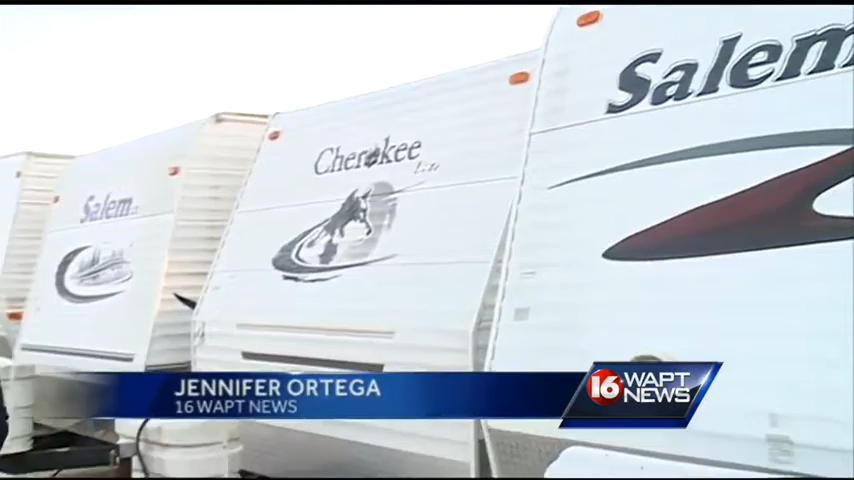 Salem
Cherokee
Lite
Salem
JENNIFER ORTEGA
16 WAPT NEWS
16 WAPT
NEWS